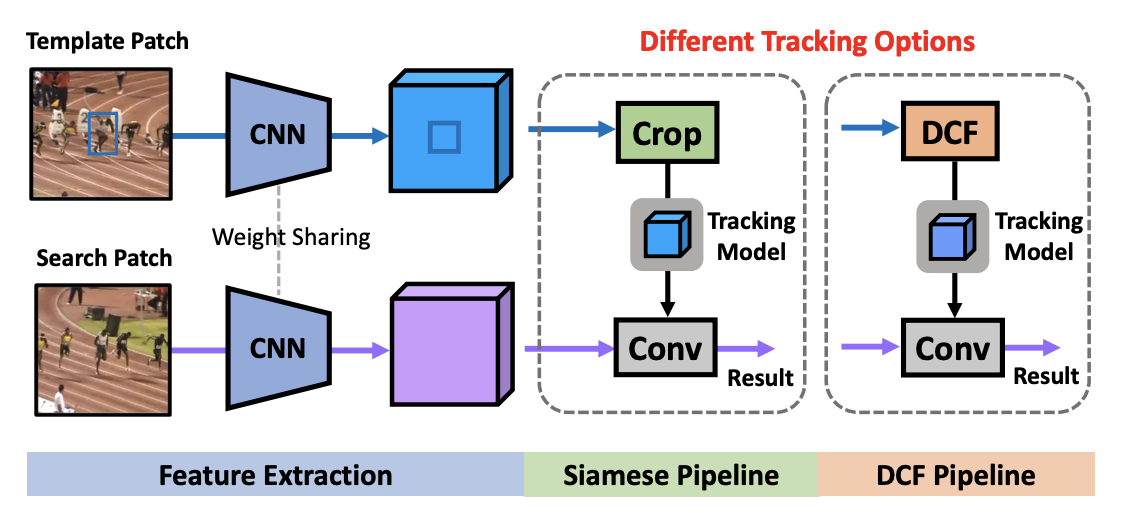 Template Patch
Different Tracking Options
CNN
Crop
DCF
Weight Sharing
Tracking
Model
Tracking
Model
Search Patch
CNN
Conv
Result
Conv
Result
Feature Extraction
Siamese Pipeline
DCF Pipeline